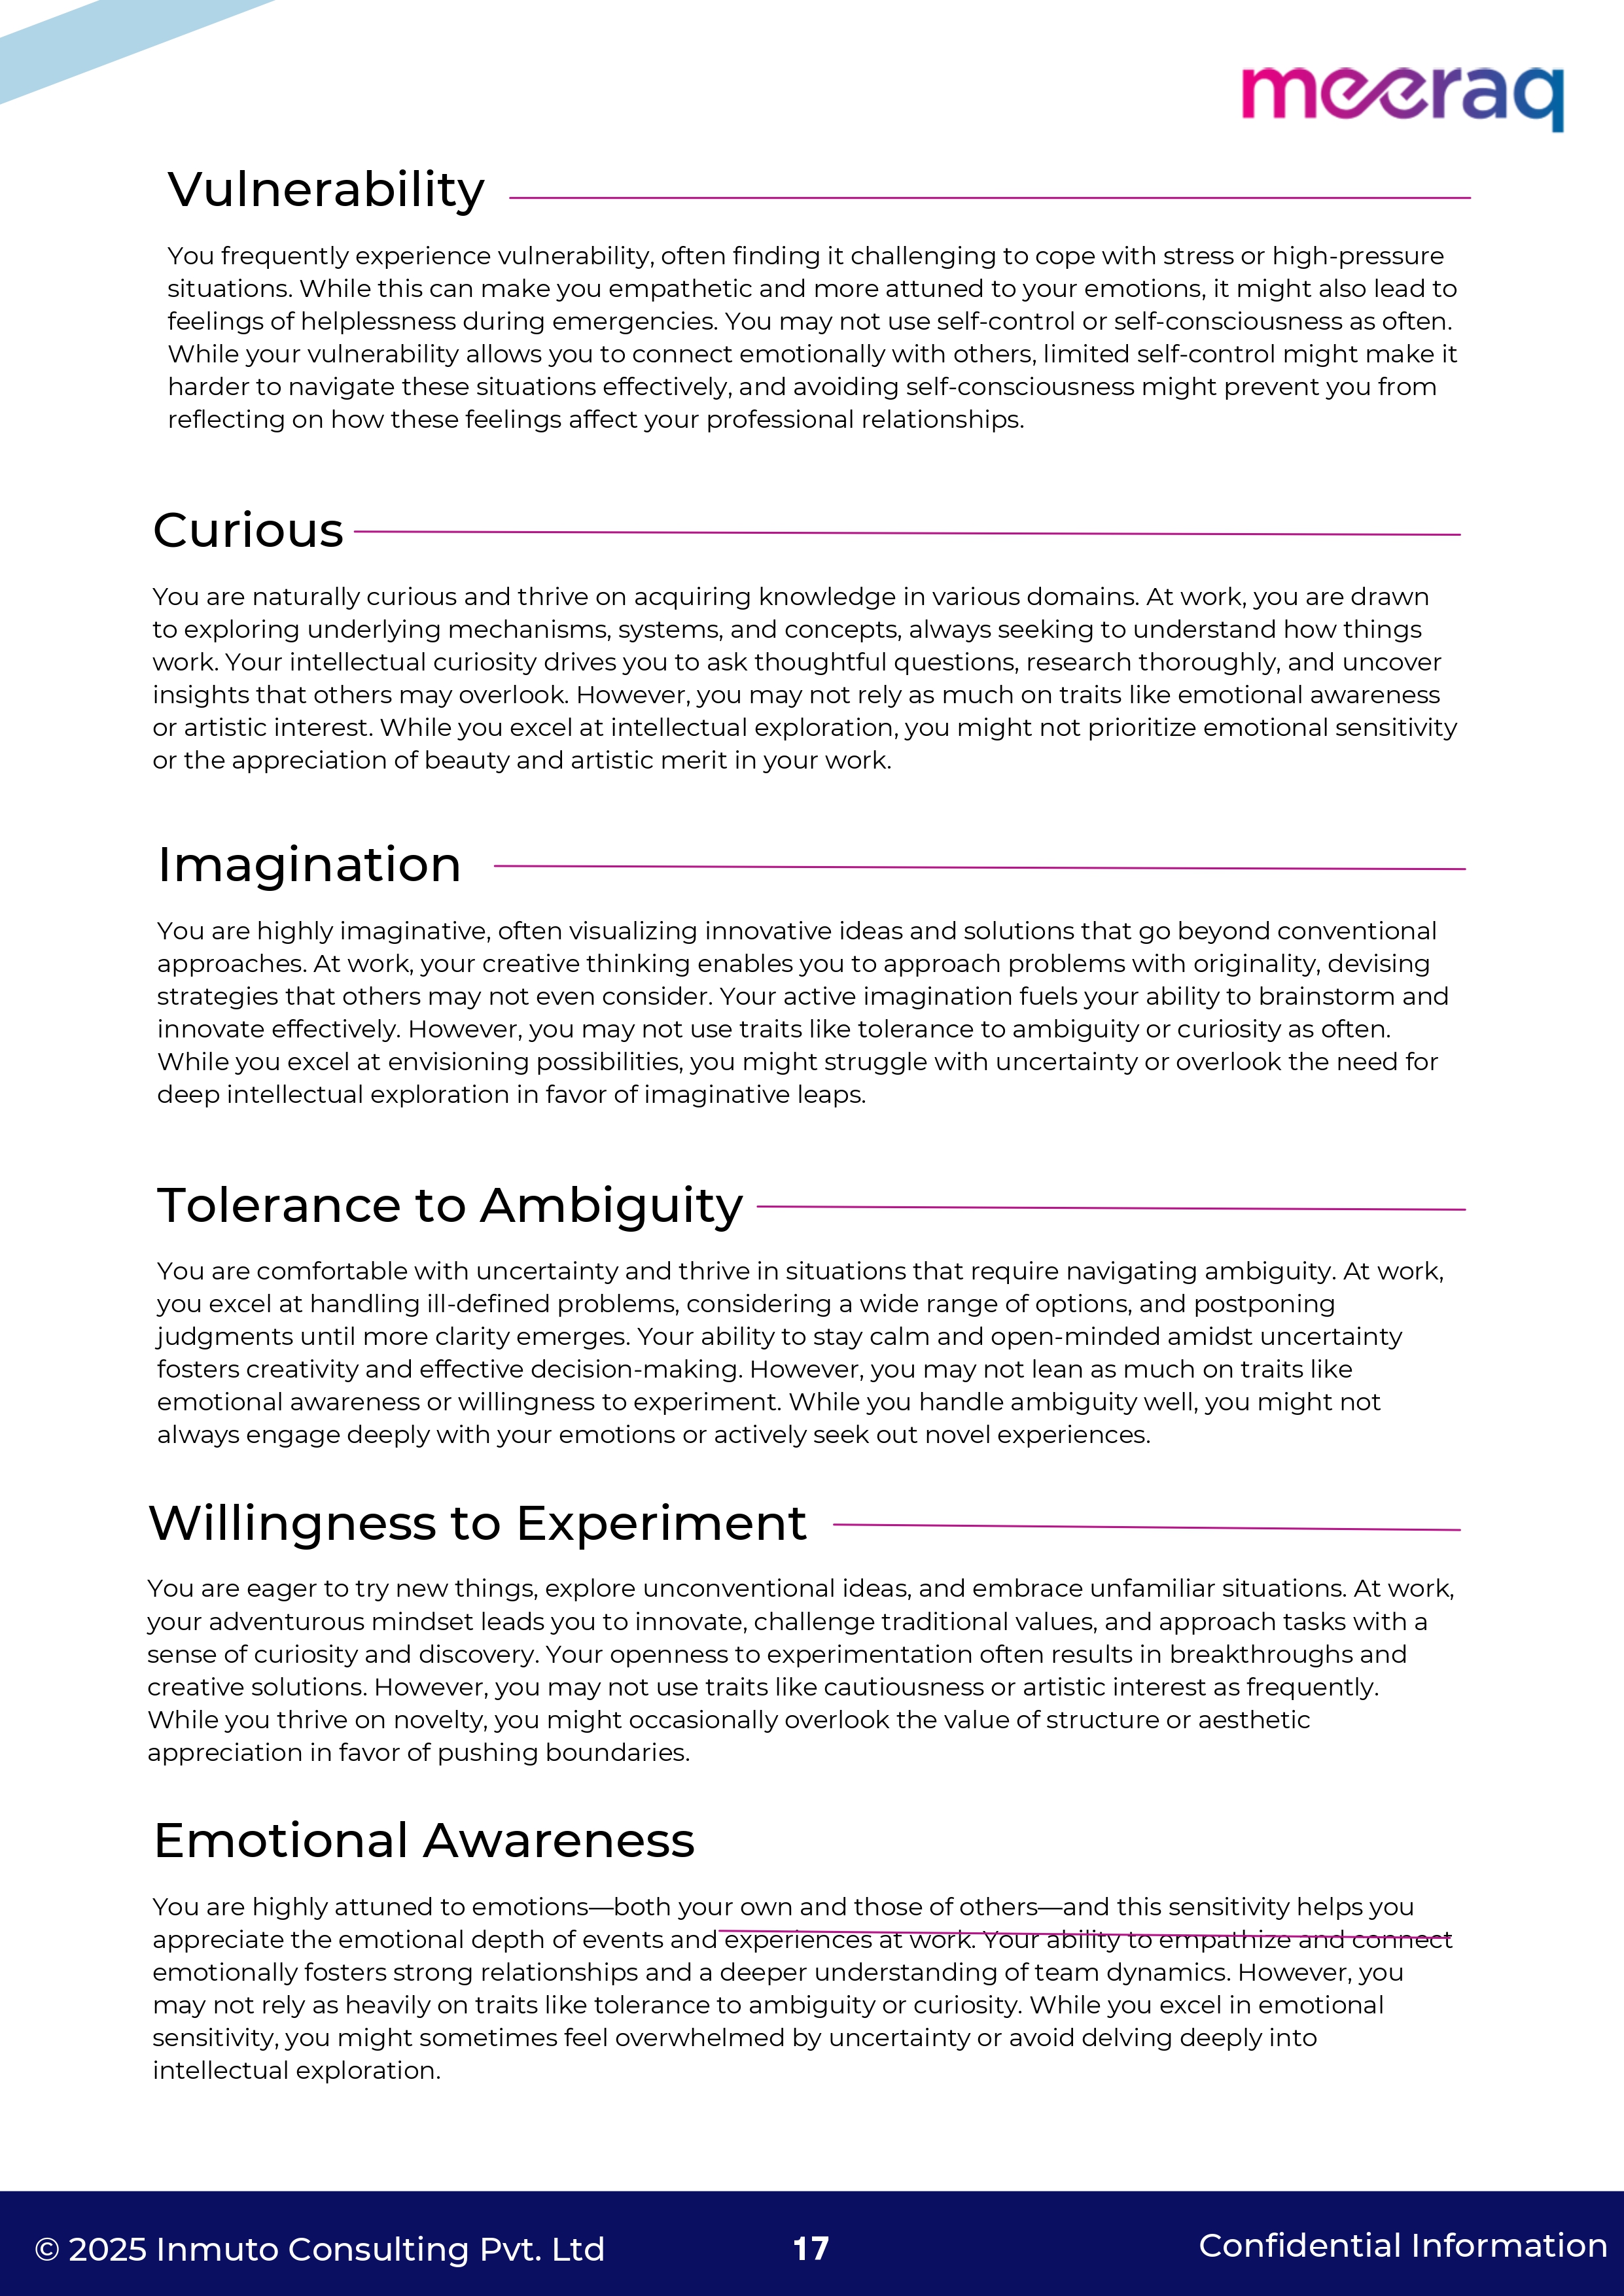 meeraq
Vulnerability
You frequently experience vulnerability, often finding it challenging to cope with stress or high-pressure
situations. While this can make you empathetic and more attuned to your emotions, it might also lead to
feelings of helplessness during emergencies. You may not use self-control or self-consciousness as often.
While your vulnerability allows you to connect emotionally with others, limited self-control might make it
harder to navigate these situations effectively, and avoiding self-consciousness might prevent you from
reflecting on how these feelings affect your professional relationships.
Curious
You are naturally curious and thrive on acquiring knowledge in various domains. At work, you are drawn
to exploring underlying mechanisms, systems, and concepts, always seeking to understand how things
work. Your intellectual curiosity drives you to ask thoughtful questions, research thoroughly, and uncover
insights that others may overlook. However, you may not rely as much on traits like emotional awareness
or artistic interest. While you excel at intellectual exploration, you might not prioritize emotional sensitivity
or the appreciation of beauty and artistic merit in your work.
Imagination
You are highly imaginative, often visualizing innovative ideas and solutions that go beyond conventional
approaches. At work, your creative thinking enables you to approach problems with originality, devising
strategies that others may not even consider. Your active imagination fuels your ability to brainstorm and
innovate effectively. However, you may not use traits like tolerance to ambiguity or curiosity as often.
While you excel at envisioning possibilities, you might struggle with uncertainty or overlook the need for
deep intellectual exploration in favor of imaginative leaps.
Tolerance to Ambiguity
You are comfortable with uncertainty and thrive in situations that require navigating ambiguity. At work,
you excel at handling ill-defined problems, considering a wide range of options, and postponing
judgments until more clarity emerges. Your ability to stay calm and open-minded amidst uncertainty
fosters creativity and effective decision-making. However, you may not lean as much on traits like
emotional awareness or willingness to experiment. While you handle ambiguity well, you might not
always engage deeply with your emotions or actively seek out novel experiences.
Willingness to Experiment
You are eager to try new things, explore unconventional ideas, and embrace unfamiliar situations. At work,
your adventurous mindset leads you to innovate, challenge traditional values, and approach tasks with a
sense of curiosity and discovery. Your openness to experimentation often results in breakthroughs and
creative solutions. However, you may not use traits like cautiousness or artistic interest as frequently.
While you thrive on novelty, you might occasionally overlook the value of structure or aesthetic
appreciation in favor of pushing boundaries.
Emotional Awareness
You are highly attuned to emotions—both your own and those of others—and this sensitivity helps you
appreciate the emotional depth of events and experiences at work. Your ability to empathize and connect
emotionally fosters strong relationships and a deeper understanding of team dynamics. However, you
may not rely as heavily on traits like tolerance to ambiguity or curiosity. While you excel in emotional
sensitivity, you might sometimes feel overwhelmed by uncertainty or avoid delving deeply into
intellectual exploration.
© 2025 Inmuto Consulting Pvt. Ltd
17
Confidential Information